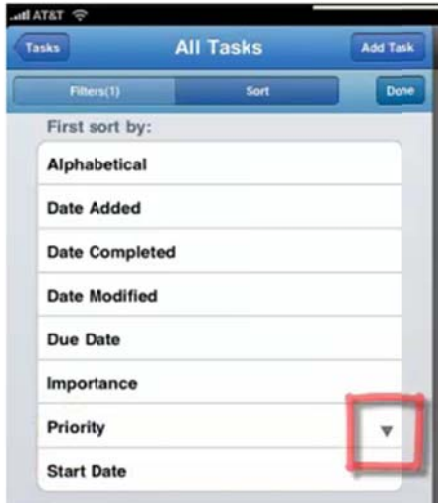 AT&T
Tasks All Tasks Add Task
Filters(1) Sort Done
First sort by:
Alphabetical
Date Added
Date Completed
Date Modified
Due Date
Importance
Priority
Start Date